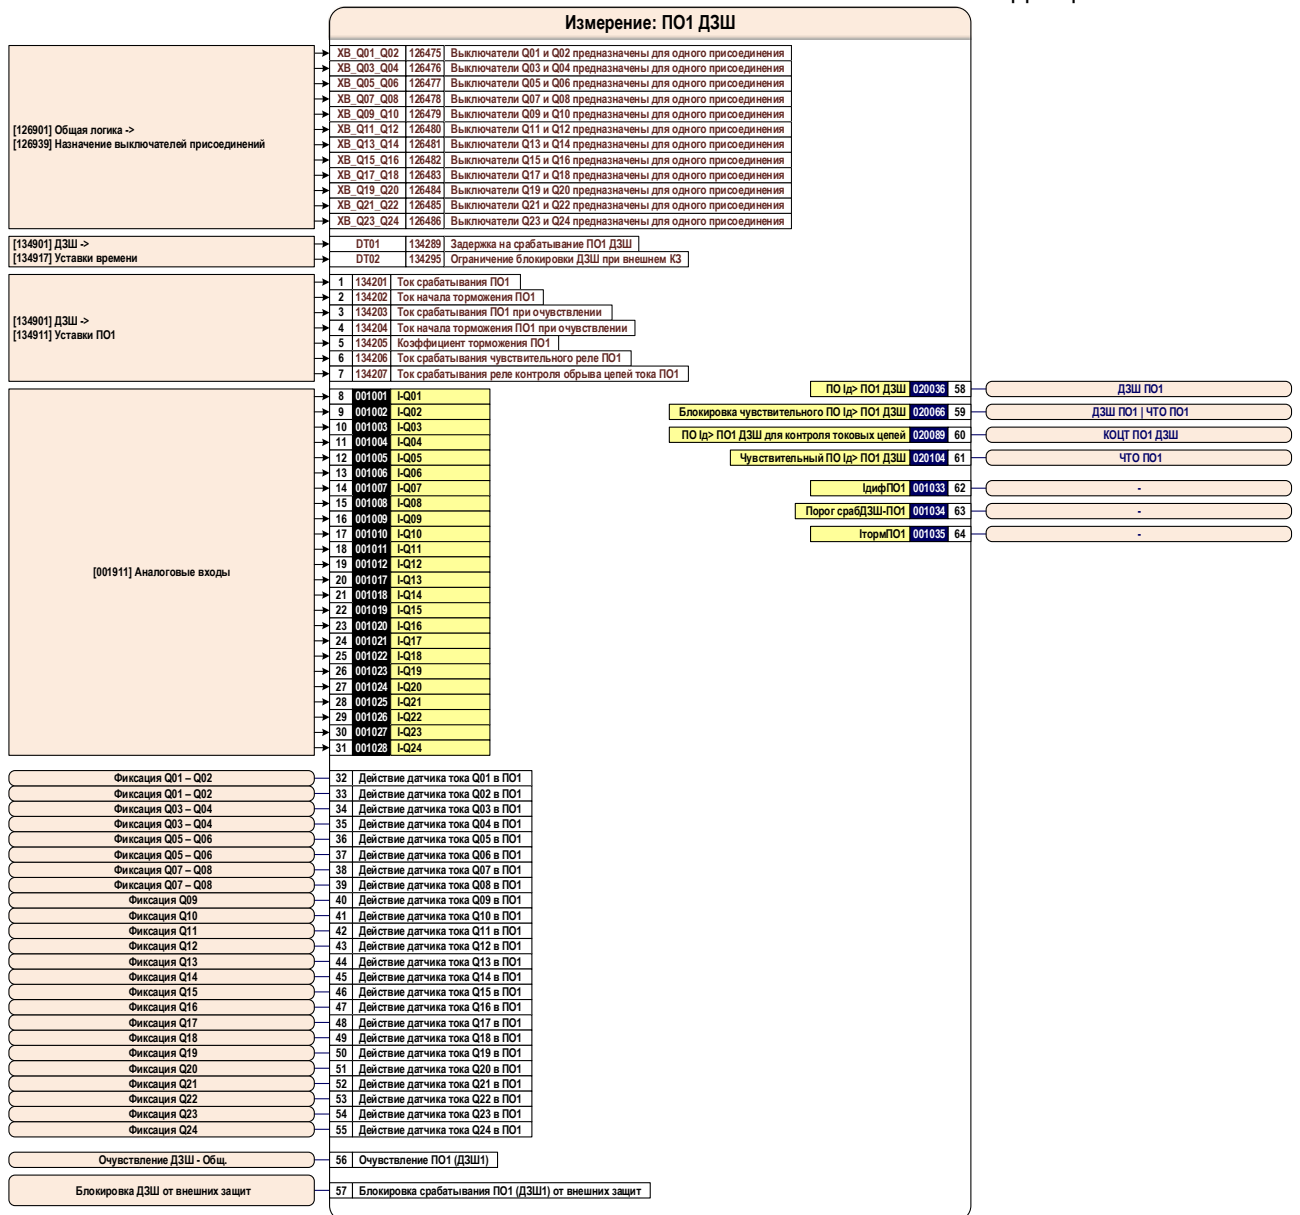 Измерение: ПО1 ДЗШ
[126901] Общая логика ->
[126939] Назначение выключателей присоединений
XB_Q01_Q02 126475 Выключатели Q01 и Q02 предназначены для одного присоединения
XB_Q03_Q04 126476 Выключатели Q03 и Q04 предназначены для одного присоединения
XB_Q05_Q06 126477 Выключатели Q05 и Q06 предназначены для одного присоединения
XB_Q07_Q08 126478 Выключатели Q07 и Q08 предназначены для одного присоединения
XB_Q09_Q10 126479 Выключатели Q09 и Q10 предназначены для одного присоединения
XB_Q11_Q12 126480 Выключатели Q11 и Q12 предназначены для одного присоединения
XB_Q13_Q14 126481 Выключатели Q13 и Q14 предназначены для одного присоединения
XB_Q15_Q16 126482 Выключатели Q15 и Q16 предназначены для одного присоединения
XB_Q17_Q18 126483 Выключатели Q17 и Q18 предназначены для одного присоединения
XB_Q19_Q20 126484 Выключатели Q19 и Q20 предназначены для одного присоединения
XB_Q21_Q22 126485 Выключатели Q21 и Q22 предназначены для одного присоединения
XB_Q23_Q24 126486 Выключатели Q23 и Q24 предназначены для одного присоединения
[134901] ДЗШ ->
[134917] Уставки времени
DT01 134289 Задержка на срабатывание ПО1 ДЗШ
DT02 134295 Ограничение блокировки ДЗШ при внешнем КЗ
[134901] ДЗШ ->
[134911] Уставки ПО1
1 134201 Ток срабатывания ПО1
2 134202 Ток начала торможения ПО1
3 134203 Ток срабатывания ПО1 при очувствлении
4 134204 Ток начала торможения ПО1 при очувствлении
5 134205 Коэффициент торможения ПО1
6 134206 Ток срабатывания чувствительного реле ПО1
7 134207 Ток срабатывания реле контроля обрыва цепей тока ПО1
[001911] Аналоговые входы
8 001001 I-Q01
9 001002 I-Q02
10 001003 I-Q03
11 001004 I-Q04
12 001005 I-Q05
13 001006 I-Q06
14 001007 I-Q07
15 001008 I-Q08
16 001009 I-Q09
17 001010 I-Q10
18 001011 I-Q11
19 001012 I-Q12
20 001017 I-Q13
21 001018 I-Q14
22 001019 I-Q15
23 001020 I-Q16
24 001021 I-Q17
25 001022 I-Q18
26 001023 I-Q19
27 001024 I-Q20
28 001025 I-Q21
29 001026 I-Q22
30 001027 I-Q23
31 001028 I-Q24
ПО Iд> ПО1 ДЗШ 020036 58 ДЗШ ПО1
Блокировка чувствительного ПО Iд> ПО1 ДЗШ 020066 59 ДЗШ ПО1 | ЧТО ПО1
ПО Iд> ПО1 ДЗШ для контроля токовых цепей 020089 60 КОЦТ ПО1 ДЗШ
Чувствительный ПО Iд> ПО1 ДЗШ 020104 61 ЧТО ПО1
IдифПО1 001033 62 -
Порог срабДЗШ-ПО1 001034 63 -
IтормПО1 001035 64 -
Фиксация Q01 – Q02 32 Действие датчика тока Q01 в ПО1
Фиксация Q01 – Q02 33 Действие датчика тока Q02 в ПО1
Фиксация Q03 – Q04 34 Действие датчика тока Q03 в ПО1
Фиксация Q03 – Q04 35 Действие датчика тока Q04 в ПО1
Фиксация Q05 – Q06 36 Действие датчика тока Q05 в ПО1
Фиксация Q05 – Q06 37 Действие датчика тока Q06 в ПО1
Фиксация Q07 – Q08 38 Действие датчика тока Q07 в ПО1
Фиксация Q07 – Q08 39 Действие датчика тока Q08 в ПО1
Фиксация Q09 40 Действие датчика тока Q09 в ПО1
Фиксация Q10 41 Действие датчика тока Q10 в ПО1
Фиксация Q11 42 Действие датчика тока Q11 в ПО1
Фиксация Q12 43 Действие датчика тока Q12 в ПО1
Фиксация Q13 44 Действие датчика тока Q13 в ПО1
Фиксация Q14 45 Действие датчика тока Q14 в ПО1
Фиксация Q15 46 Действие датчика тока Q15 в ПО1
Фиксация Q16 47 Действие датчика тока Q16 в ПО1
Фиксация Q17 48 Действие датчика тока Q17 в ПО1
Фиксация Q18 49 Действие датчика тока Q18 в ПО1
Фиксация Q19 50 Действие датчика тока Q19 в ПО1
Фиксация Q20 51 Действие датчика тока Q20 в ПО1
Фиксация Q21 52 Действие датчика тока Q21 в ПО1
Фиксация Q22 53 Действие датчика тока Q22 в ПО1
Фиксация Q23 54 Действие датчика тока Q23 в ПО1
Фиксация Q24 55 Действие датчика тока Q24 в ПО1
Очувствление ДЗШ - Общ. 56 Очувствление ПО1 (ДЗШ1)
Блокировка ДЗШ от внешних защит 57 Блокировка срабатывания ПО1 (ДЗШ1) от внешних защит